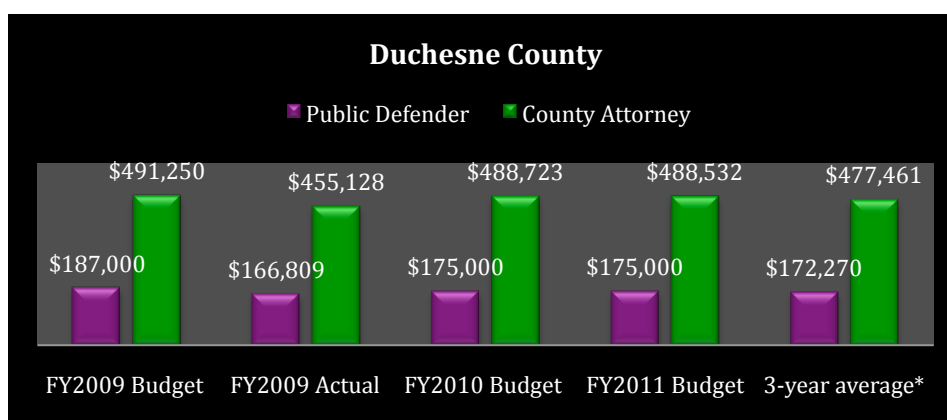 Duchesne County
Public Defender County Attorney
$491,250 $455,128 $488,723 $488,532 $477,461
$187,000 $166,809 $175,000 $175,000 $172,270
FY2009 Budget FY2009 Actual FY2010 Budget FY2011 Budget 3-year average*